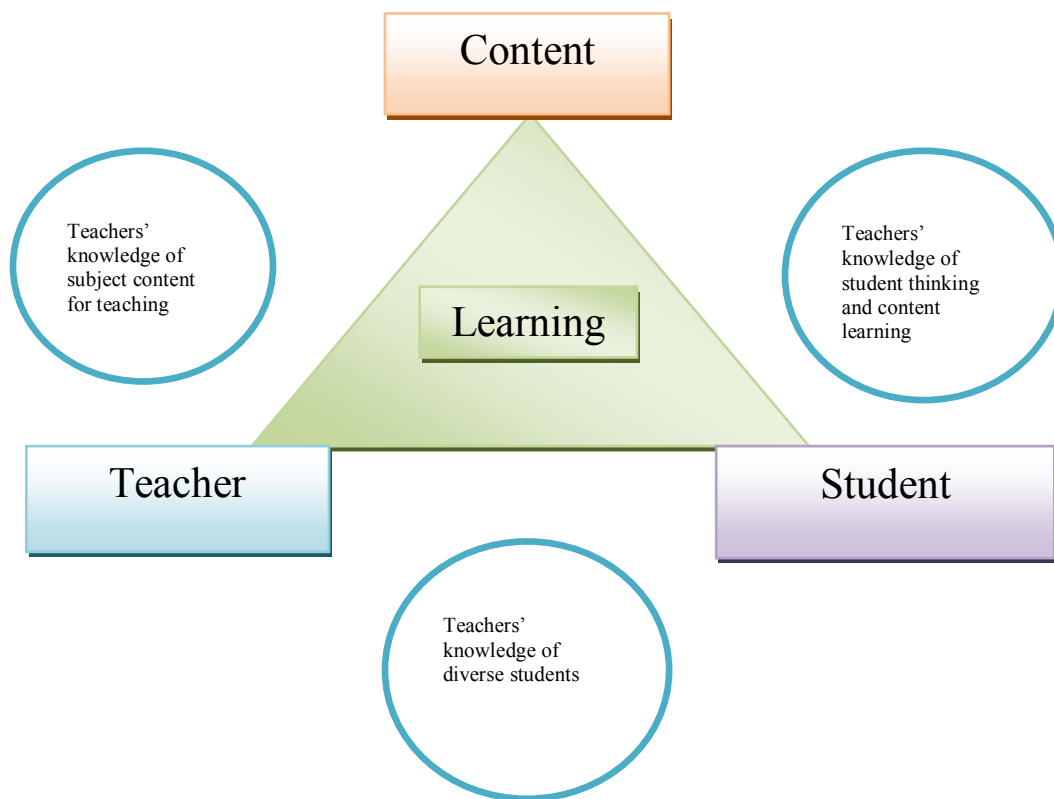 Content
Teachers’
knowledge of
subject content
for teaching
Teachers’
knowledge of
student thinking
and content
learning
Learning
Teacher
Student
Teachers’
knowledge of
diverse students